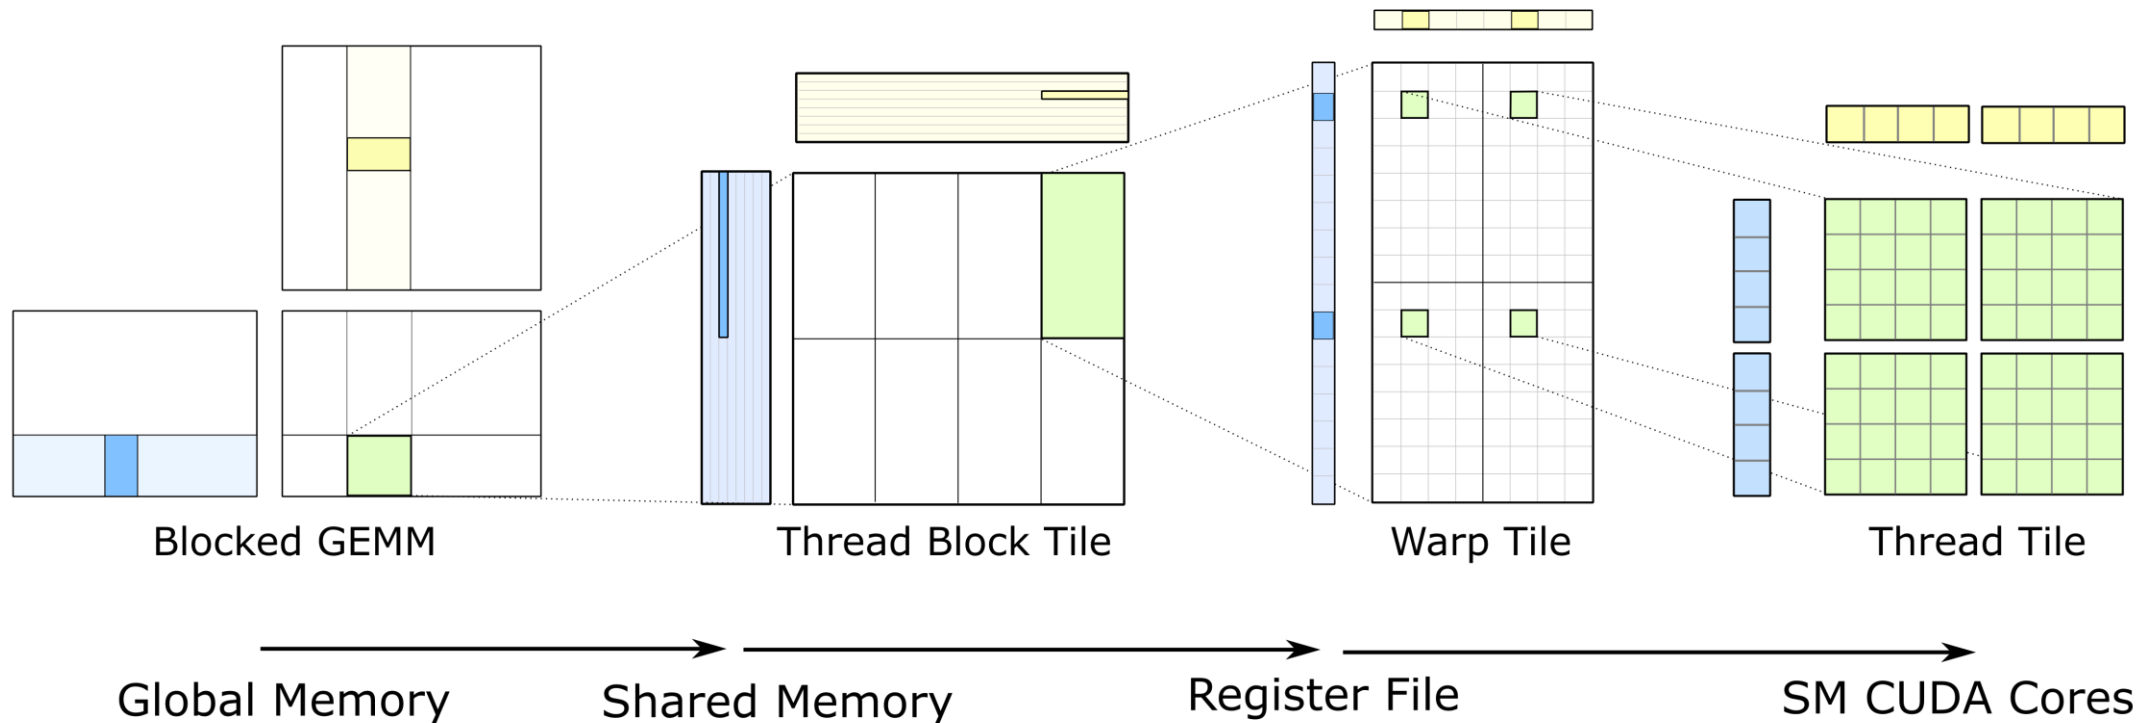 Blocked GEMM
Thread Block Tile
Warp Tile
Thread Tile
Global Memory
Shared Memory
Register File
SM CUDA Cores